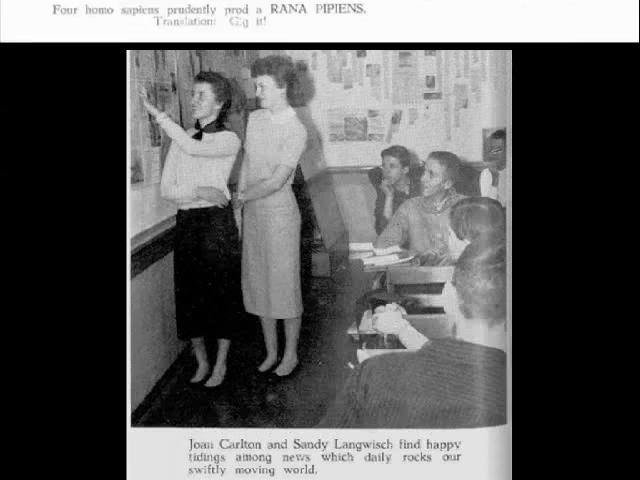 Four homo sapiens prudently prod a RANA PIPIENS.
Translation: Gig it!
Joan Carlton and Sandy Langwisch find happy
tidings among news which daily rocks our
swiftly moving world.